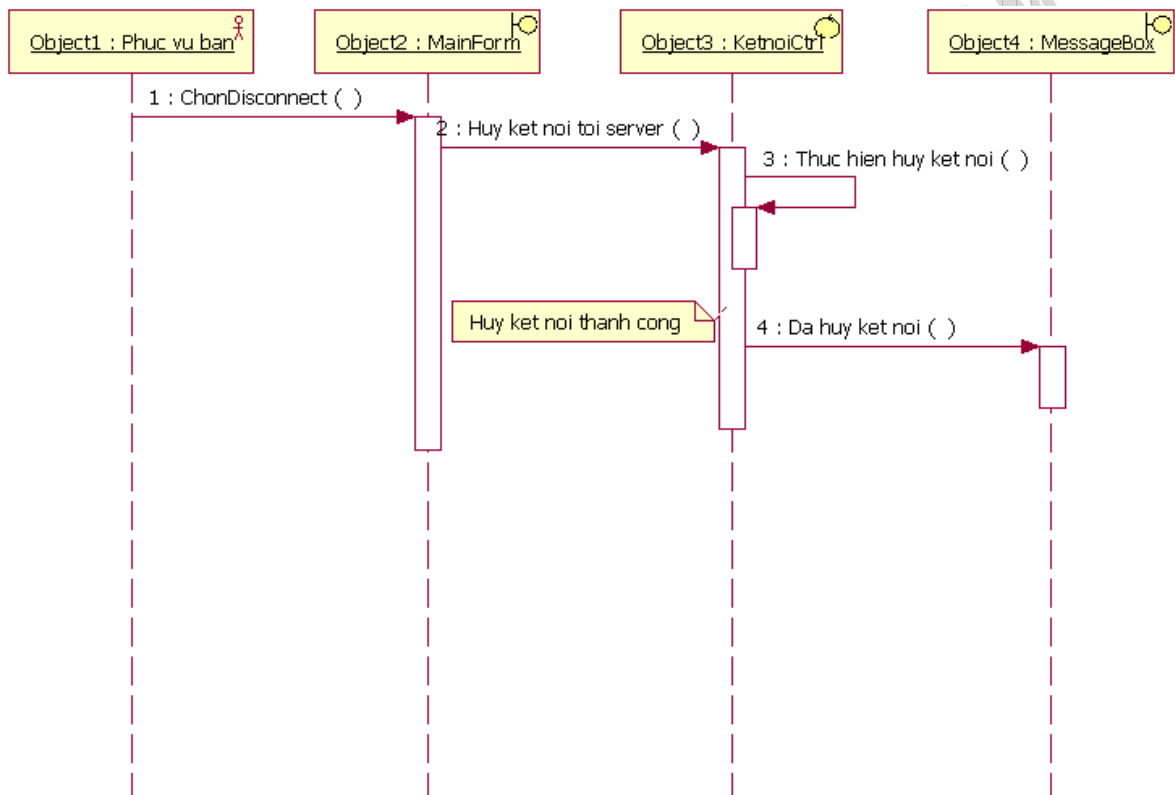 Object1 : Phuc vu ban
Object2 : MainForm
Object3 : KetnoiCtrl
Object4 : MessageBox
1 : ChonDisconnect ( )
2 : Huy ket noi toi server ( )
3 : Thuc hien huy ket noi ( )
Huy ket noi thanh cong
4 : Da huy ket noi ( )